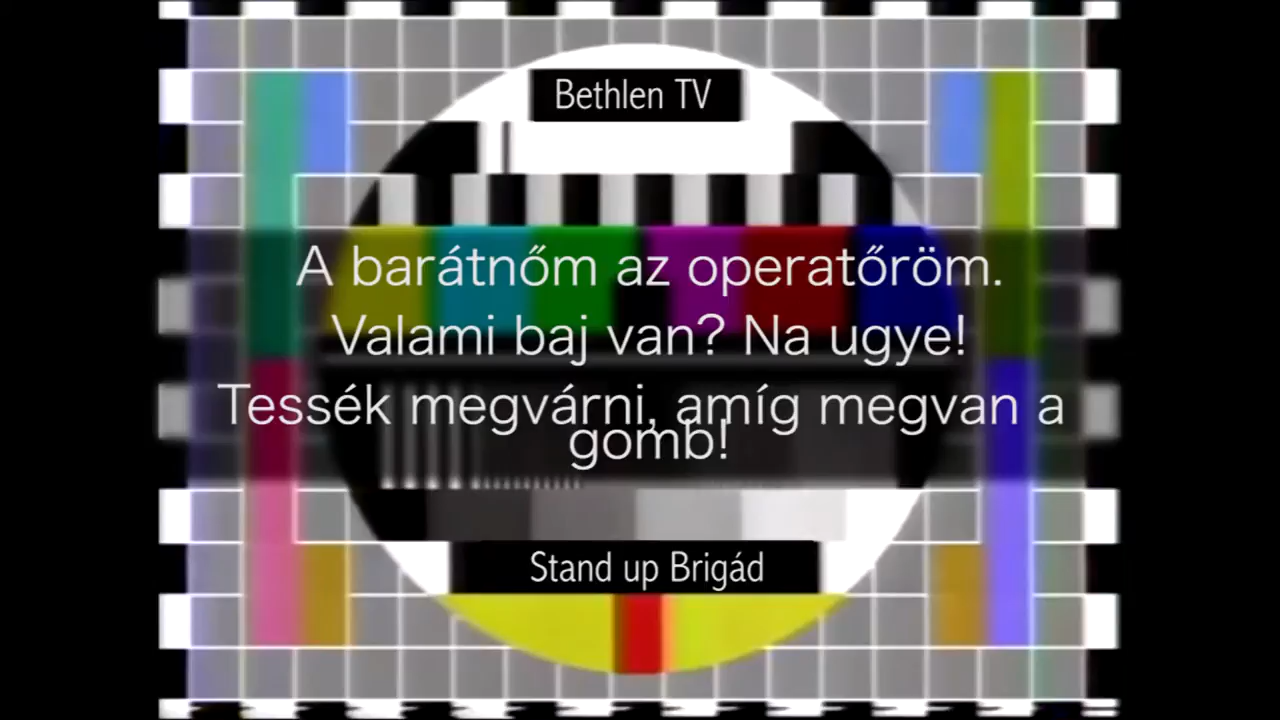 Bethlen TV
A barátnőm az operatőröm.
Valami baj van? Na ugye!
Tessék megvárni, amíg megvan a
gomb!
Stand up Brigád